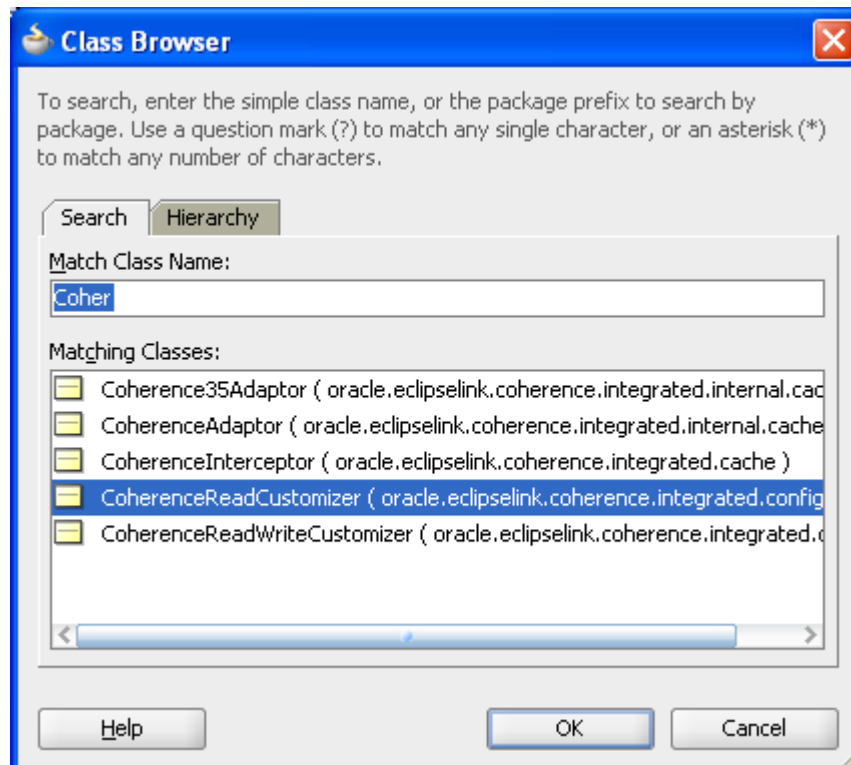 Class Browser
To search, enter the simple class name, or the package prefix to search by
package. Use a question mark (?) to match any single character, or an asterisk (*)
to match any number of characters.
Search Hierarchy
Match Class Name:
Coher
Matching Classes:
Coherence35Adaptor ( oracle.eclipselink.coherence.integrated.internal.cac
CoherenceAdaptor ( oracle.eclipselink.coherence.integrated.internal.cache
CoherenceInterceptor ( oracle.eclipselink.coherence.integrated.cache )
CoherenceReadCustomizer ( oracle.eclipselink.coherence.integrated.config
CoherenceReadWriteCustomizer ( oracle.eclipselink.coherence.integrated.
Help OK Cancel